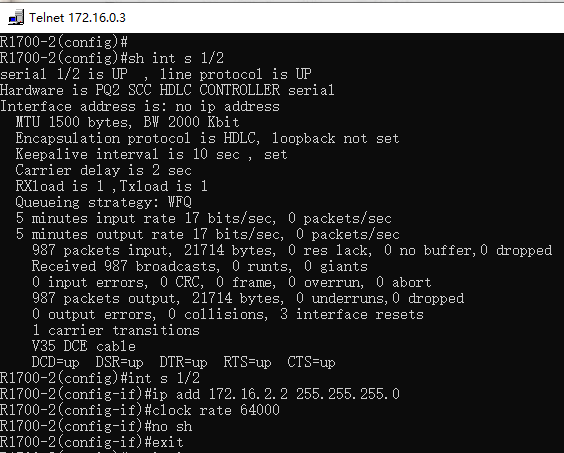 Telnet 172.16.0.3
R1700-2(config)#
R1700-2(config)#sh int s 1/2
serial 1/2 is UP  , line protocol is UP
Hardware is PQ2 SCC HDLC CONTROLLER serial
Interface address is: no ip address
  MTU 1500 bytes, BW 2000 Kbit
  Encapsulation protocol is HDLC, loopback not set
  Keepalive interval is 10 sec , set
  Carrier delay is 2 sec
  RXload is 1 ,Txload is 1
  Queueing strategy: WFQ
  5 minutes input rate 17 bits/sec, 0 packets/sec
  5 minutes output rate 17 bits/sec, 0 packets/sec
    987 packets input, 21714 bytes, 0 res lack, 0 no buffer,0 dropped
    Received 987 broadcasts, 0 runts, 0 giants
    0 input errors, 0 CRC, 0 frame, 0 overrun, 0 abort
    987 packets output, 21714 bytes, 0 underruns,0 dropped
    0 output errors, 0 collisions, 3 interface resets
    1 carrier transitions
    V35 DCE cable
    DCD=up  DSR=up  DTR=up  RTS=up  CTS=up
R1700-2(config)#int s 1/2
R1700-2(config-if)#ip add 172.16.2.2 255.255.255.0
R1700-2(config-if)#clock rate 64000
R1700-2(config-if)#no sh
R1700-2(config-if)#exit